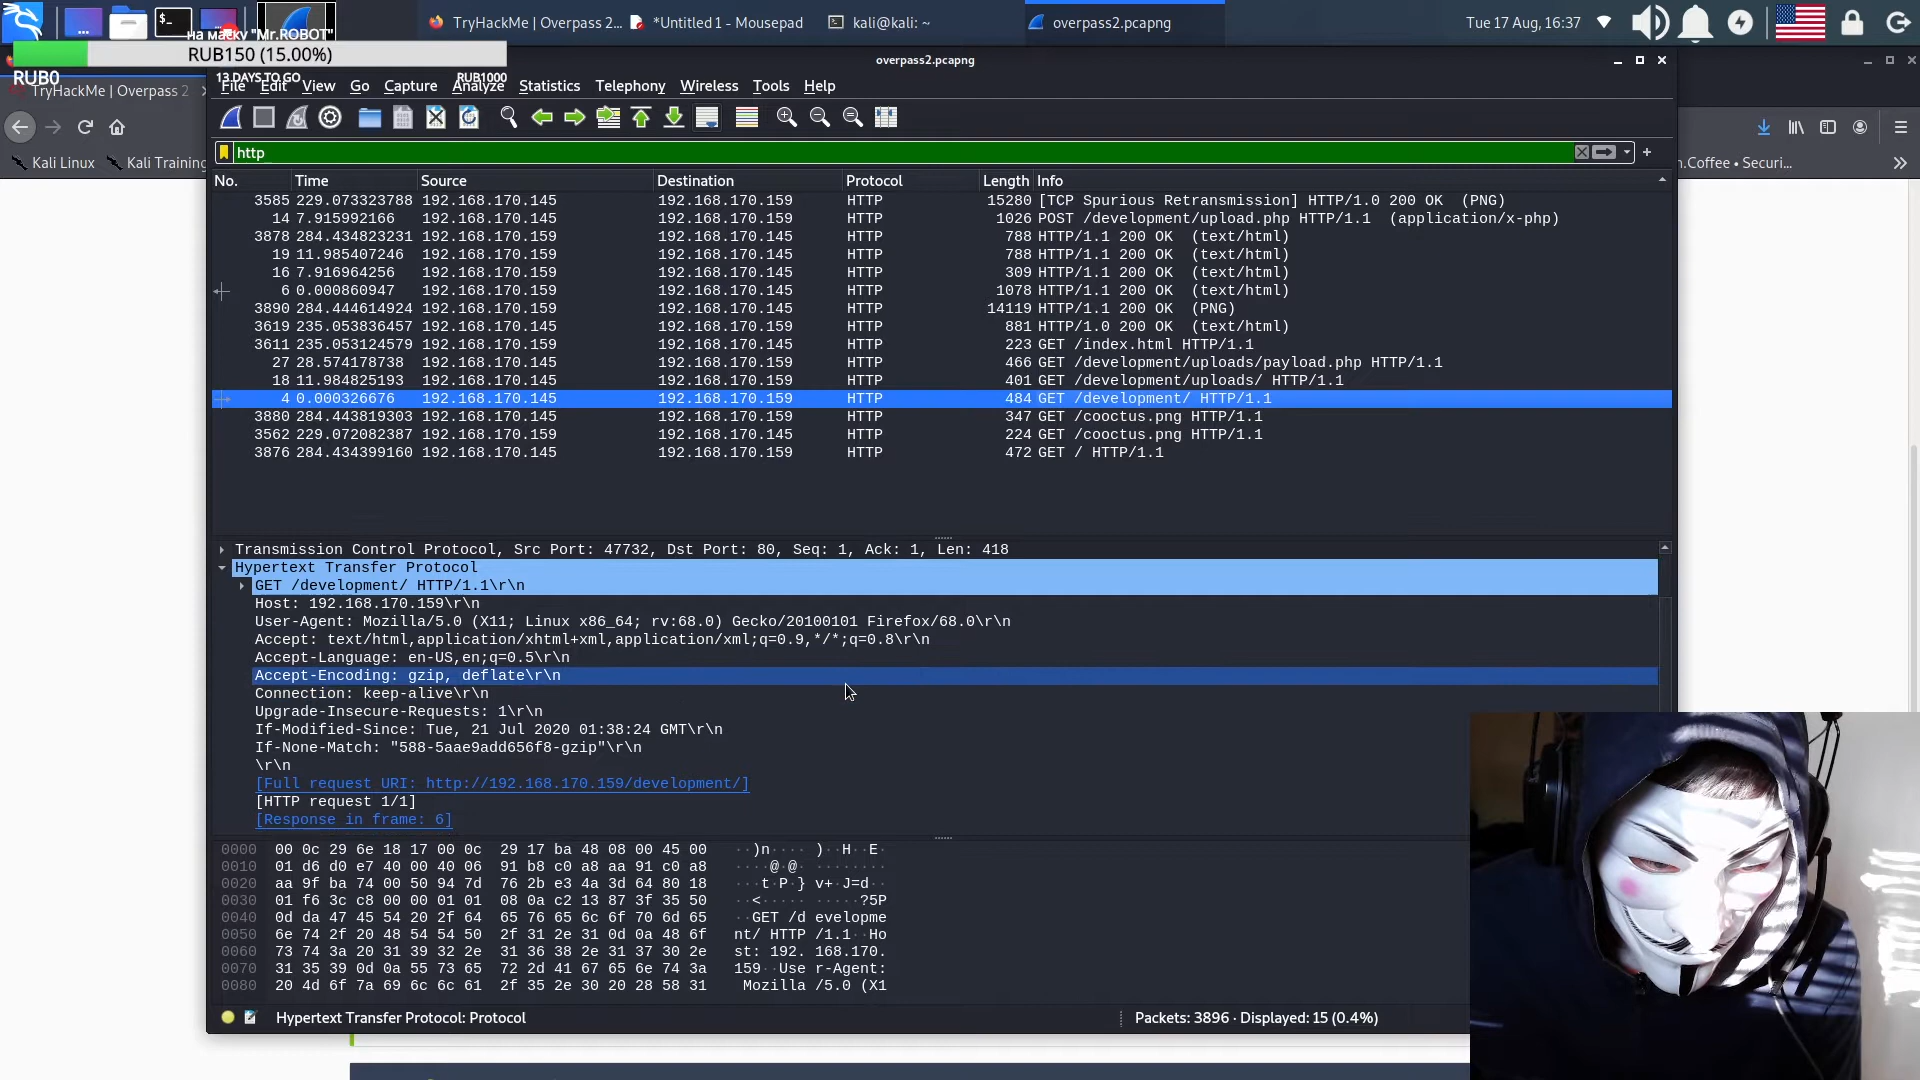 TryHackMe | Overpass 2... *Untitled 1 - Mousepad kali@kali: ~ overpass2.pcapng Tue 17 Aug, 16:37
на маску "Mr.ROBOT"
RUB150 (15.00%)
RUB0 13 DAYS TO GO RUB1000
overpass2.pcapng
TryHackMe | Overpass 2
File Edit View Go Capture Analyze Statistics Telephony Wireless Tools Help
http
Kali Linux Kali Training n.Coffee • Securi...
No. Time Source Destination Protocol Length Info
3585 229.073323788 192.168.170.145 192.168.170.159 HTTP 15280 [TCP Spurious Retransmission] HTTP/1.0 200 OK (PNG)
14 7.915992166 192.168.170.145 192.168.170.159 HTTP 1026 POST /development/upload.php HTTP/1.1 (application/x-php)
3878 284.434823231 192.168.170.159 192.168.170.145 HTTP 788 HTTP/1.1 200 OK (text/html)
19 11.985407246 192.168.170.159 192.168.170.145 HTTP 788 HTTP/1.1 200 OK (text/html)
16 7.916964256 192.168.170.159 192.168.170.145 HTTP 309 HTTP/1.1 200 OK (text/html)
6 0.000860947 192.168.170.159 192.168.170.145 HTTP 1078 HTTP/1.1 200 OK (text/html)
3890 284.444614924 192.168.170.159 192.168.170.145 HTTP 14119 HTTP/1.1 200 OK (PNG)
3619 235.053836457 192.168.170.159 192.168.170.145 HTTP 881 HTTP/1.0 200 OK (text/html)
3611 235.053124579 192.168.170.145 192.168.170.159 HTTP 223 GET /index.html HTTP/1.1
27 28.574178738 192.168.170.145 192.168.170.159 HTTP 466 GET /development/uploads/payload.php HTTP/1.1
18 11.984825193 192.168.170.145 192.168.170.159 HTTP 401 GET /development/uploads/ HTTP/1.1
4 0.000326676 192.168.170.145 192.168.170.159 HTTP 484 GET /development/ HTTP/1.1
3880 284.443819303 192.168.170.145 192.168.170.159 HTTP 347 GET /cooctus.png HTTP/1.1
3562 229.072082387 192.168.170.159 192.168.170.145 HTTP 224 GET /cooctus.png HTTP/1.1
3876 284.434399160 192.168.170.145 192.168.170.159 HTTP 472 GET / HTTP/1.1
Transmission Control Protocol, Src Port: 47732, Dst Port: 80, Seq: 1, Ack: 1, Len: 418
Hypertext Transfer Protocol
GET /development/ HTTP/1.1\r\n
Host: 192.168.170.159\r\n
User-Agent: Mozilla/5.0 (X11; Linux x86_64; rv:68.0) Gecko/20100101 Firefox/68.0\r\n
Accept: text/html,application/xhtml+xml,application/xml;q=0.9,*/*;q=0.8\r\n
Accept-Language: en-US,en;q=0.5\r\n
Accept-Encoding: gzip, deflate\r\n
Connection: keep-alive\r\n
Upgrade-Insecure-Requests: 1\r\n
If-Modified-Since: Tue, 21 Jul 2020 01:38:24 GMT\r\n
If-None-Match: "588-5aae9add656f8-gzip"\r\n
\r\n
[Full request URI: http://192.168.170.159/development/]
[HTTP request 1/1]
[Response in frame: 6]
0000 00 0c 29 6e 18 17 00 0c 29 17 ba 48 08 00 45 00 ··)n···· )··H··E·
0010 01 d6 d0 e7 40 00 40 06 91 b8 c0 a8 aa 91 c0 a8 ····@·@· ········
0020 aa 9f ba 74 00 50 94 7d 76 2b e3 4a 3d 64 80 18 ···t·P·} v+·J=d··
0030 01 f6 3c c8 00 00 01 01 08 0a c2 13 87 3f 35 50 ··<····· ·····?5P
0040 0d da 47 45 54 20 2f 64 65 76 65 6c 6f 70 6d 65 ··GET /d evelopme
0050 6e 74 2f 20 48 54 54 50 2f 31 2e 31 0d 0a 48 6f nt/ HTTP /1.1··Ho
0060 73 74 3a 20 31 39 32 2e 31 36 38 2e 31 37 30 2e st: 192. 168.170.
0070 31 35 39 0d 0a 55 73 65 72 2d 41 67 65 6e 74 3a 159··Use r-Agent:
0080 20 4d 6f 7a 69 6c 6c 61 2f 35 2e 30 20 28 58 31 Mozilla /5.0 (X1
Hypertext Transfer Protocol: Protocol Packets: 3896 · Displayed: 15 (0.4%)